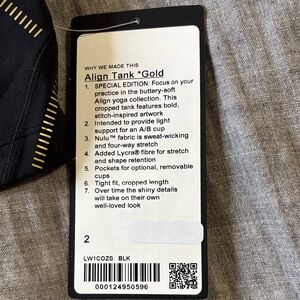 WHY WE MADE THIS
Align Tank *Gold
1. SPECIAL EDITION: Focus on your
practice in the buttery-soft
Align yoga collection. This
cropped tank features bold,
stitch-inspired artwork
2. Intended to provide light
support for an A/B cup
3. Nulu™ fabric is sweat-wicking
and four-way stretch
4. Added Lycra® fibre for stretch
and shape retention
5. Pockets for optional, removable
cups
6. Tight fit, cropped length
7. Over time the shiny details
will take on their own
well-loved look
2
LW1COZS BLK
000124950596